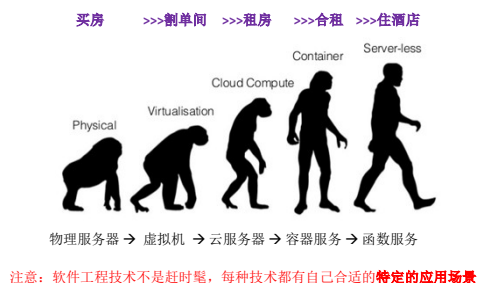 买房 >>>割单间 >>>租房 >>>合租 >>>住酒店
Server-less
Container
Cloud Compute
Virtualisation
Physical
物理服务器 → 虚拟机 → 云服务器 → 容器服务 → 函数服务
注意：软件工程技术不是赶时髦，每种技术都有自己合适的特定的应用场景